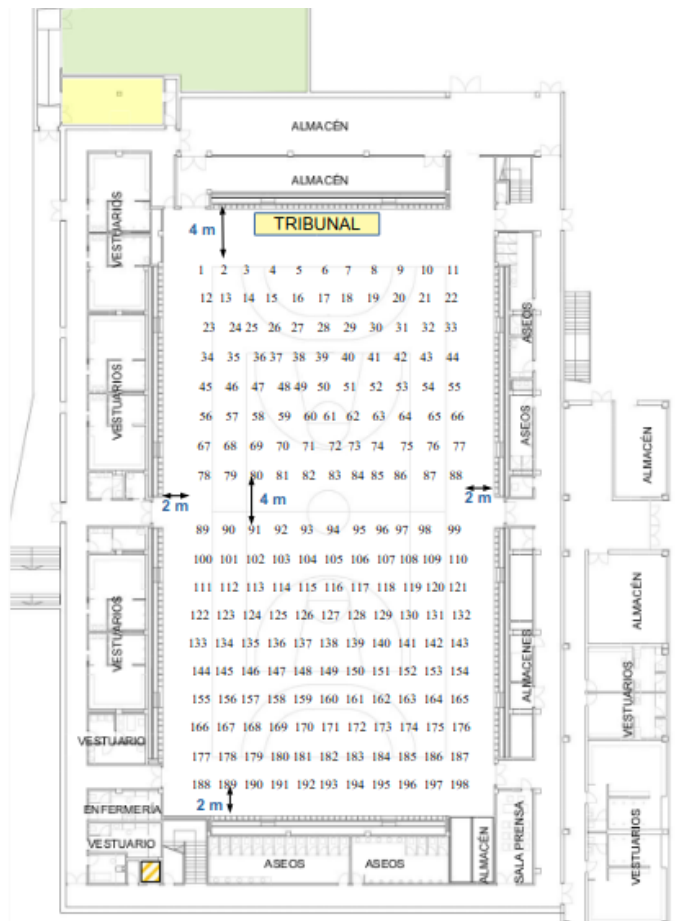 ALMACÉN
ALMACÉN
VESTUARIOS
4 m
TRIBUNAL
1 2 3 4 5 6 7 8 9 10 11
12 13 14 15 16 17 18 19 20 21 22
23 24 25 26 27 28 29 30 31 32 33
ASEOS
34 35 36 37 38 39 40 41 42 43 44
VESTUARIOS
45 46 47 48 49 50 51 52 53 54 55
56 57 58 59 60 61 62 63 64 65 66
ASEOS
67 68 69 70 71 72 73 74 75 76 77
ALMACÉN
78 79 80 81 82 83 84 85 86 87 88
2 m
4 m
2 m
89 90 91 92 93 94 95 96 97 98 99
100 101 102 103 104 105 106 107 108 109 110
111 112 113 114 115 116 117 118 119 120 121
ALMACÉN
VESTUARIOS
122 123 124 125 126 127 128 129 130 131 132
133 134 135 136 137 138 139 140 141 142 143
ALMACENES
144 145 146 147 148 149 150 151 152 153 154
155 156 157 158 159 160 161 162 163 164 165
VESTUARIOS
166 167 168 169 170 171 172 173 174 175 176
VESTUARIO
177 178 179 180 181 182 183 184 185 186 187
188 189 190 191 192 193 194 195 196 197 198
2 m
ENFERMERÍA
VESTUARIO
ASEOS
ASEOS
ALMACÉN
SALA PRENSA
VESTUARIOS